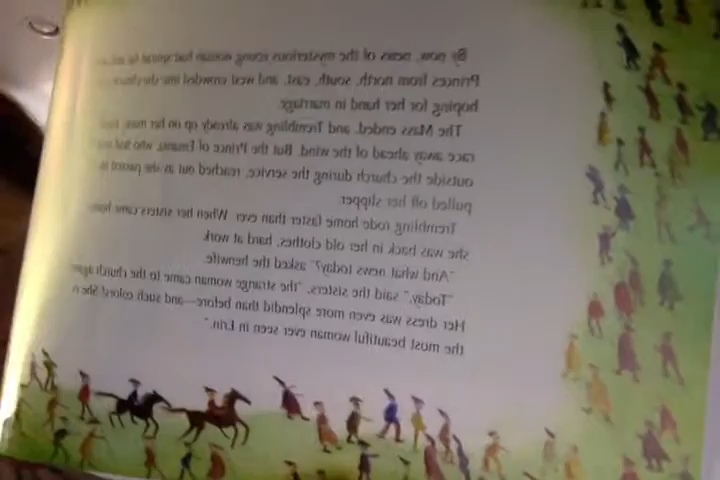 By now, news of the mysterious young woman had spread far and
Princes from north, south, east, and west crowded into the church
hoping for her hand in marriage.
The Mass ended, and Trembling was already up on her mare,
race away ahead of the wind. But the Prince of Emania, who had
outside the church during the service, reached out as she passed
pulled off her slipper.
Trembling rode home faster than ever. When her sisters came home
she was back in her old clothes, hard at work.
"And what news today?" asked the henwife.
"Today," said the sisters, "the strange woman came to the church again
Her dress was even more splendid than before—and such colors! She
the most beautiful woman ever seen in Erin."